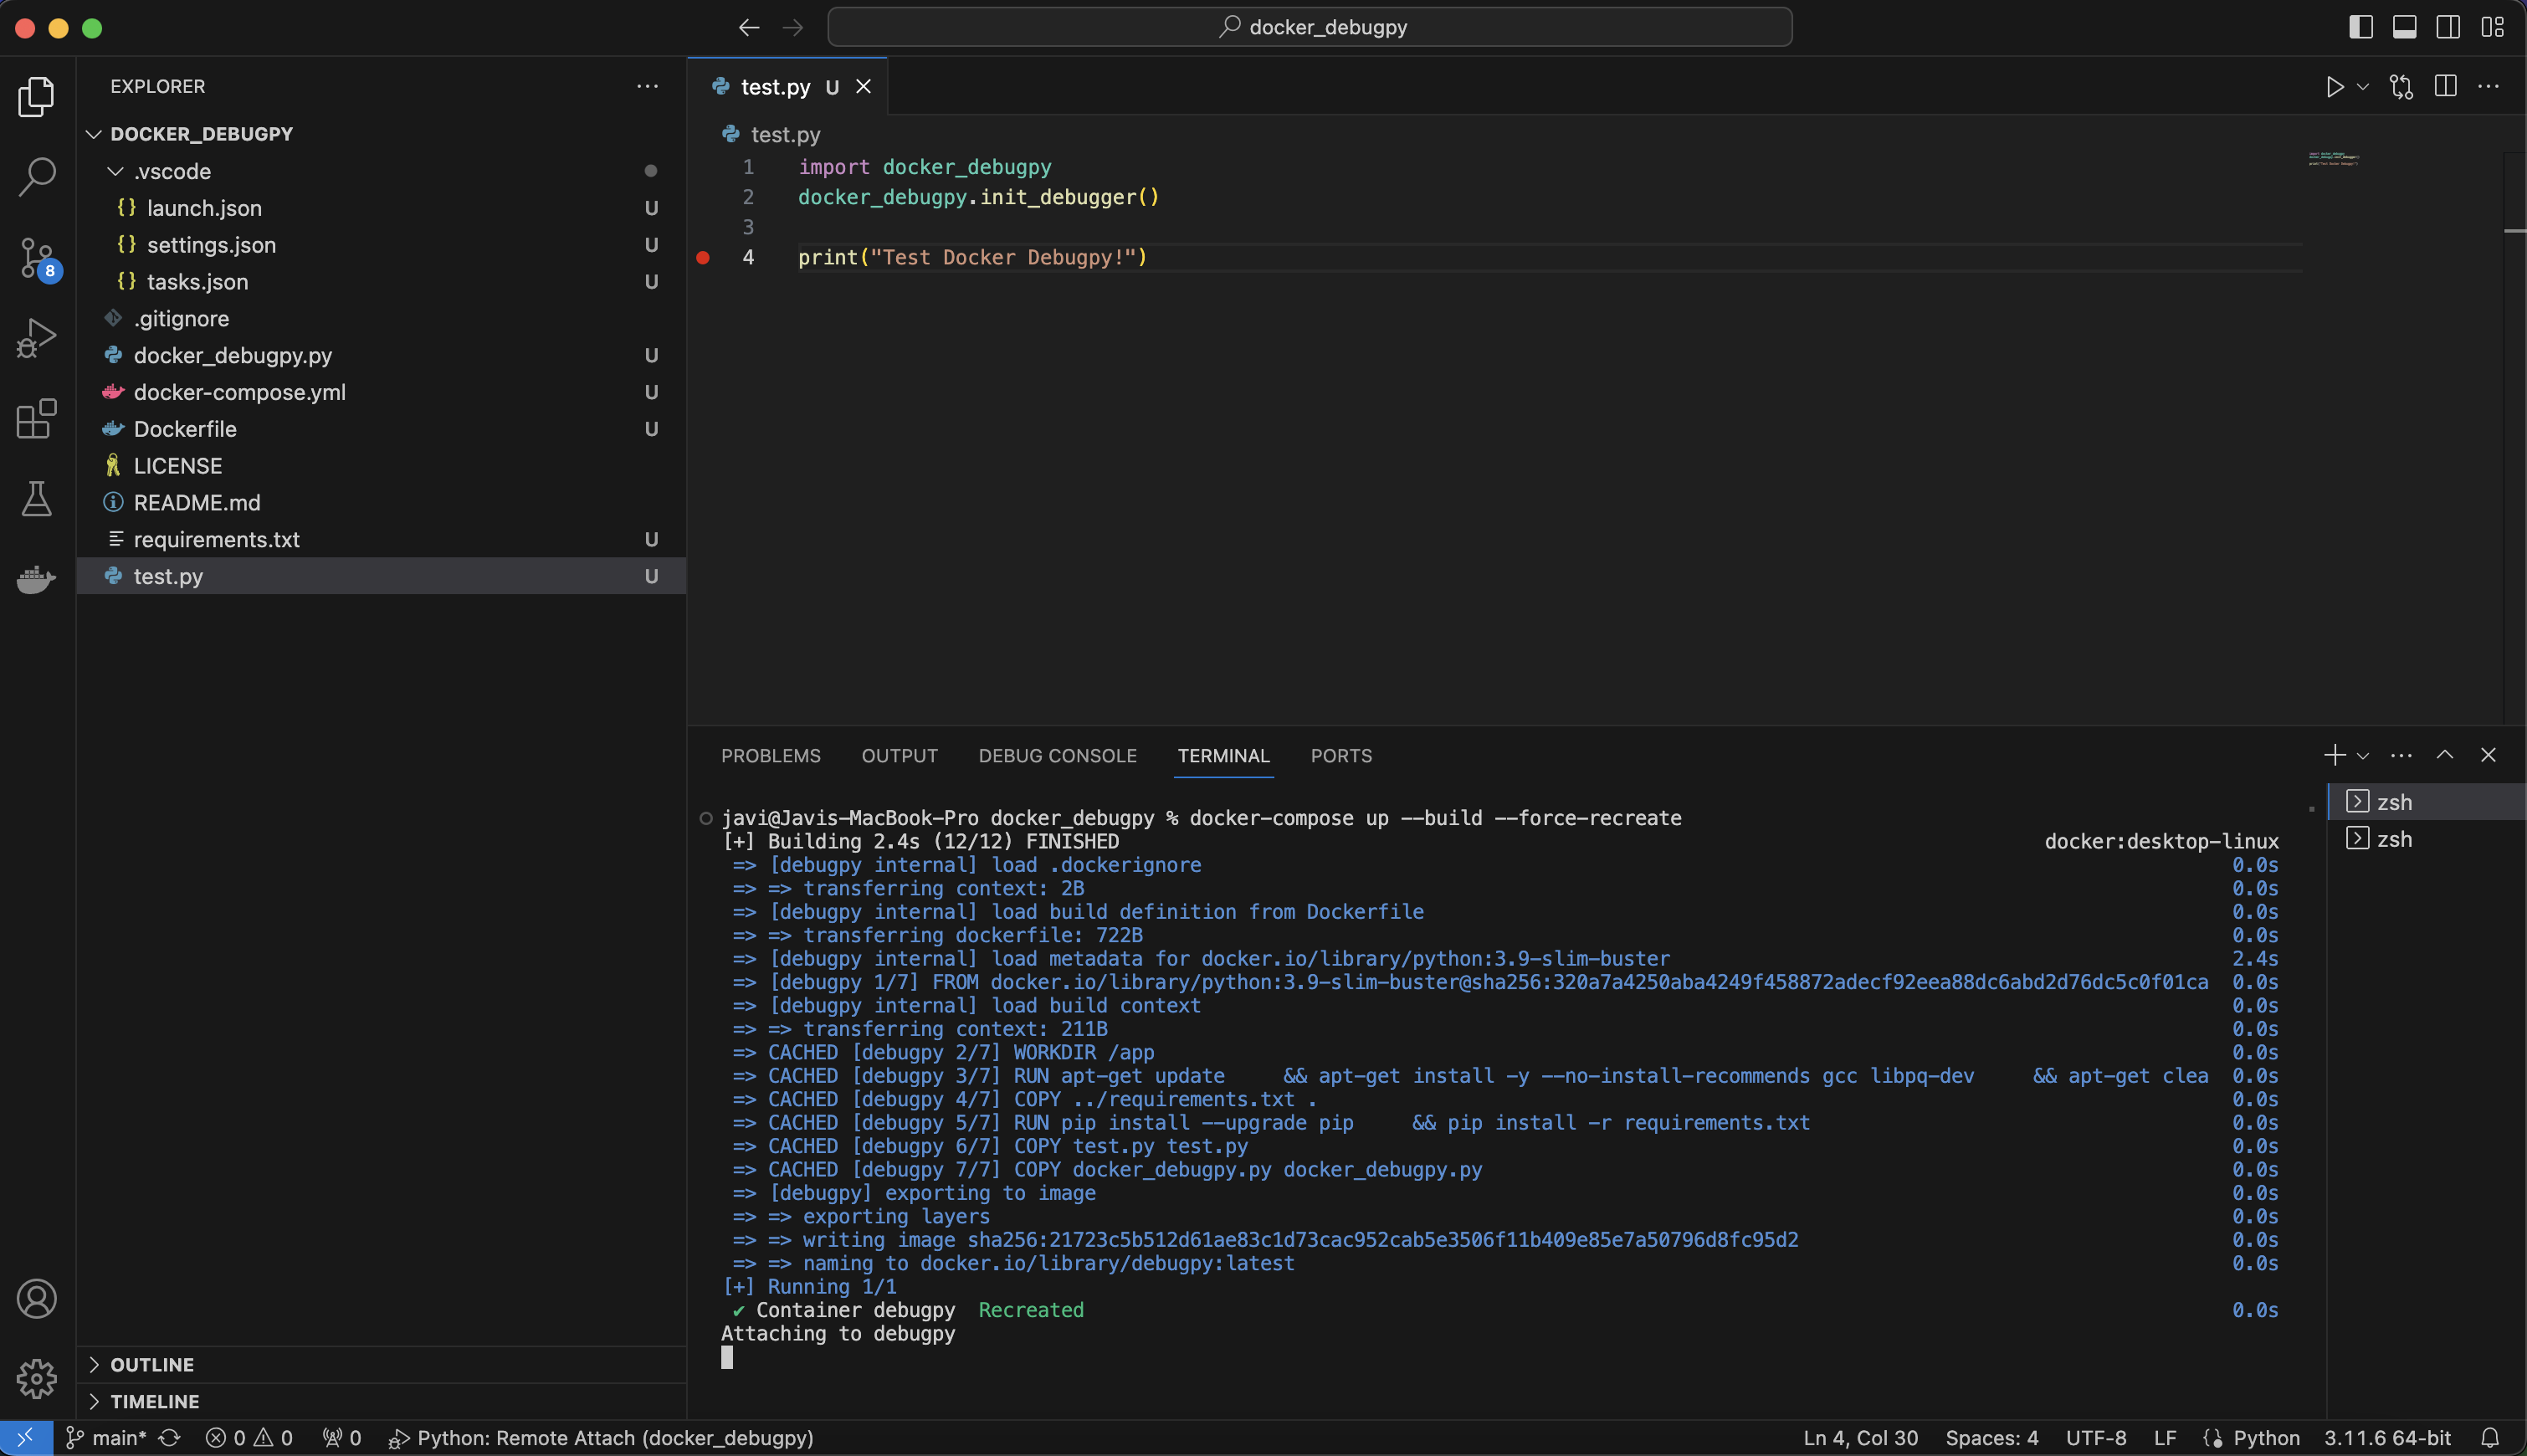 docker_debugpy
EXPLORER
DOCKER_DEBUGPY
.vscode
launch.json U
settings.json U
tasks.json U
.gitignore
docker_debugpy.py U
docker-compose.yml U
Dockerfile U
LICENSE
README.md
requirements.txt U
test.py U
8
OUTLINE
TIMELINE
test.py U
test.py
1 import docker_debugpy
2 docker_debugpy.init_debugger()
3
4 print("Test Docker Debugpy!")
PROBLEMS OUTPUT DEBUG CONSOLE TERMINAL PORTS
javi@Javis-MacBook-Pro docker_debugpy % docker-compose up --build --force-recreate
[+] Building 2.4s (12/12) FINISHED docker:desktop-linux
=> [debugpy internal] load .dockerignore 0.0s
=> => transferring context: 2B 0.0s
=> [debugpy internal] load build definition from Dockerfile 0.0s
=> => transferring dockerfile: 722B 0.0s
=> [debugpy internal] load metadata for docker.io/library/python:3.9-slim-buster 2.4s
=> [debugpy 1/7] FROM docker.io/library/python:3.9-slim-buster@sha256:320a7a4250aba4249f458872adecf92eea88dc6abd2d76dc5c0f01ca 0.0s
=> [debugpy internal] load build context 0.0s
=> => transferring context: 211B 0.0s
=> CACHED [debugpy 2/7] WORKDIR /app 0.0s
=> CACHED [debugpy 3/7] RUN apt-get update && apt-get install -y --no-install-recommends gcc libpq-dev && apt-get clea 0.0s
=> CACHED [debugpy 4/7] COPY ../requirements.txt . 0.0s
=> CACHED [debugpy 5/7] RUN pip install --upgrade pip && pip install -r requirements.txt 0.0s
=> CACHED [debugpy 6/7] COPY test.py test.py 0.0s
=> CACHED [debugpy 7/7] COPY docker_debugpy.py docker_debugpy.py 0.0s
=> [debugpy] exporting to image 0.0s
=> => exporting layers 0.0s
=> => writing image sha256:21723c5b512d61ae83c1d73cac952cab5e3506f11b409e85e7a50796d8fc95d2 0.0s
=> => naming to docker.io/library/debugpy:latest 0.0s
[+] Running 1/1
✔ Container debugpy Recreated 0.0s
Attaching to debugpy
zsh
zsh
main* 0 0 0 Python: Remote Attach (docker_debugpy) Ln 4, Col 30 Spaces: 4 UTF-8 LF Python 3.11.6 64-bit